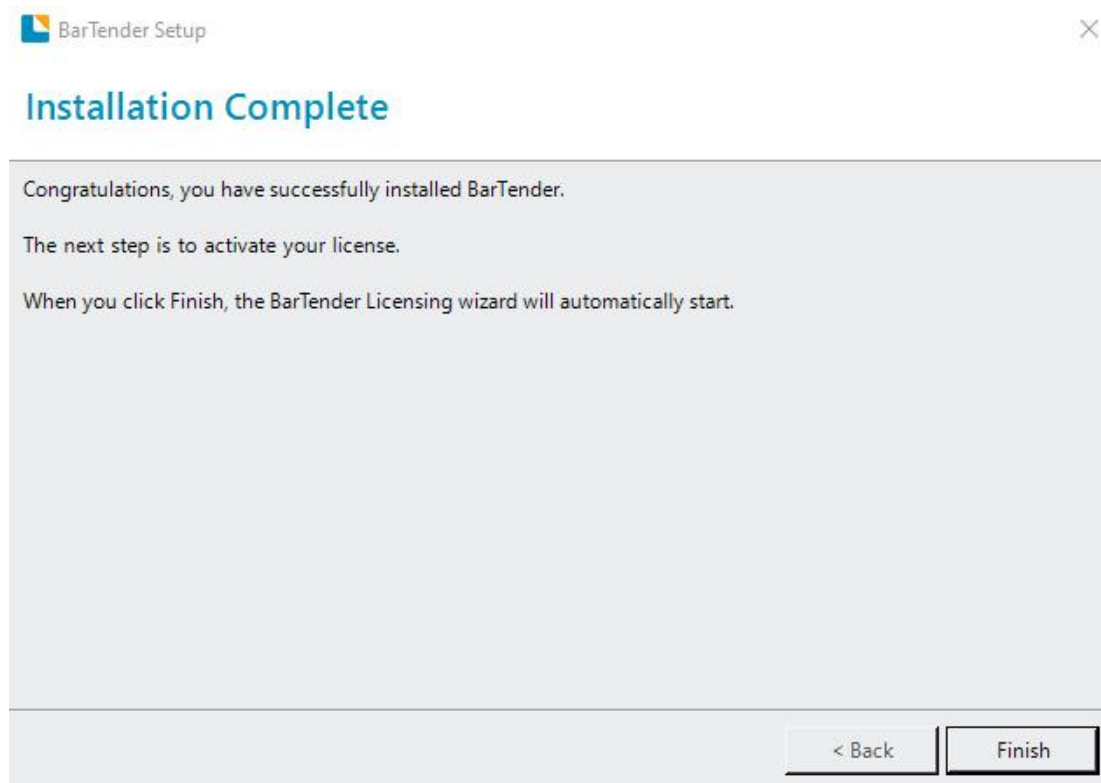 BarTender Setup
Installation Complete
Congratulations, you have successfully installed BarTender.
The next step is to activate your license.
When you click Finish, the BarTender Licensing wizard will automatically start.
< Back
Finish